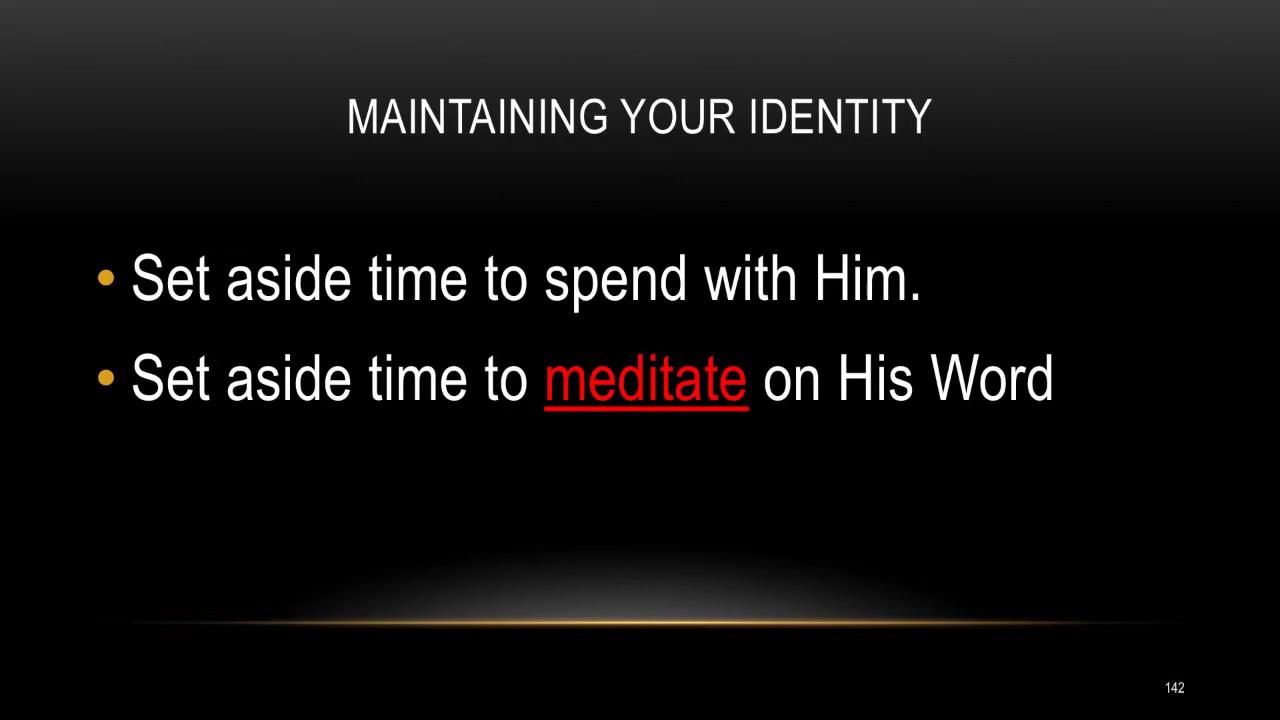 MAINTAINING YOUR IDENTITY
• Set aside time to spend with Him.
• Set aside time to meditate on His Word
142